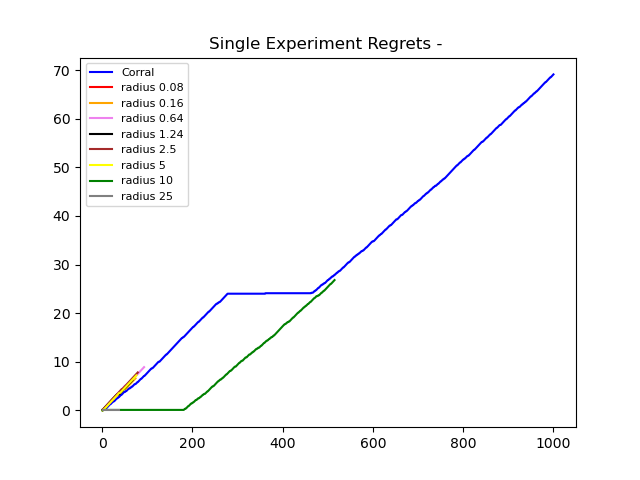 Single Experiment Regrets -
70
60
50
40
30
20
10
0
Corral
radius 0.08
radius 0.16
radius 0.64
radius 1.24
radius 2.5
radius 5
radius 10
radius 25
0
200
400
600
800
1000